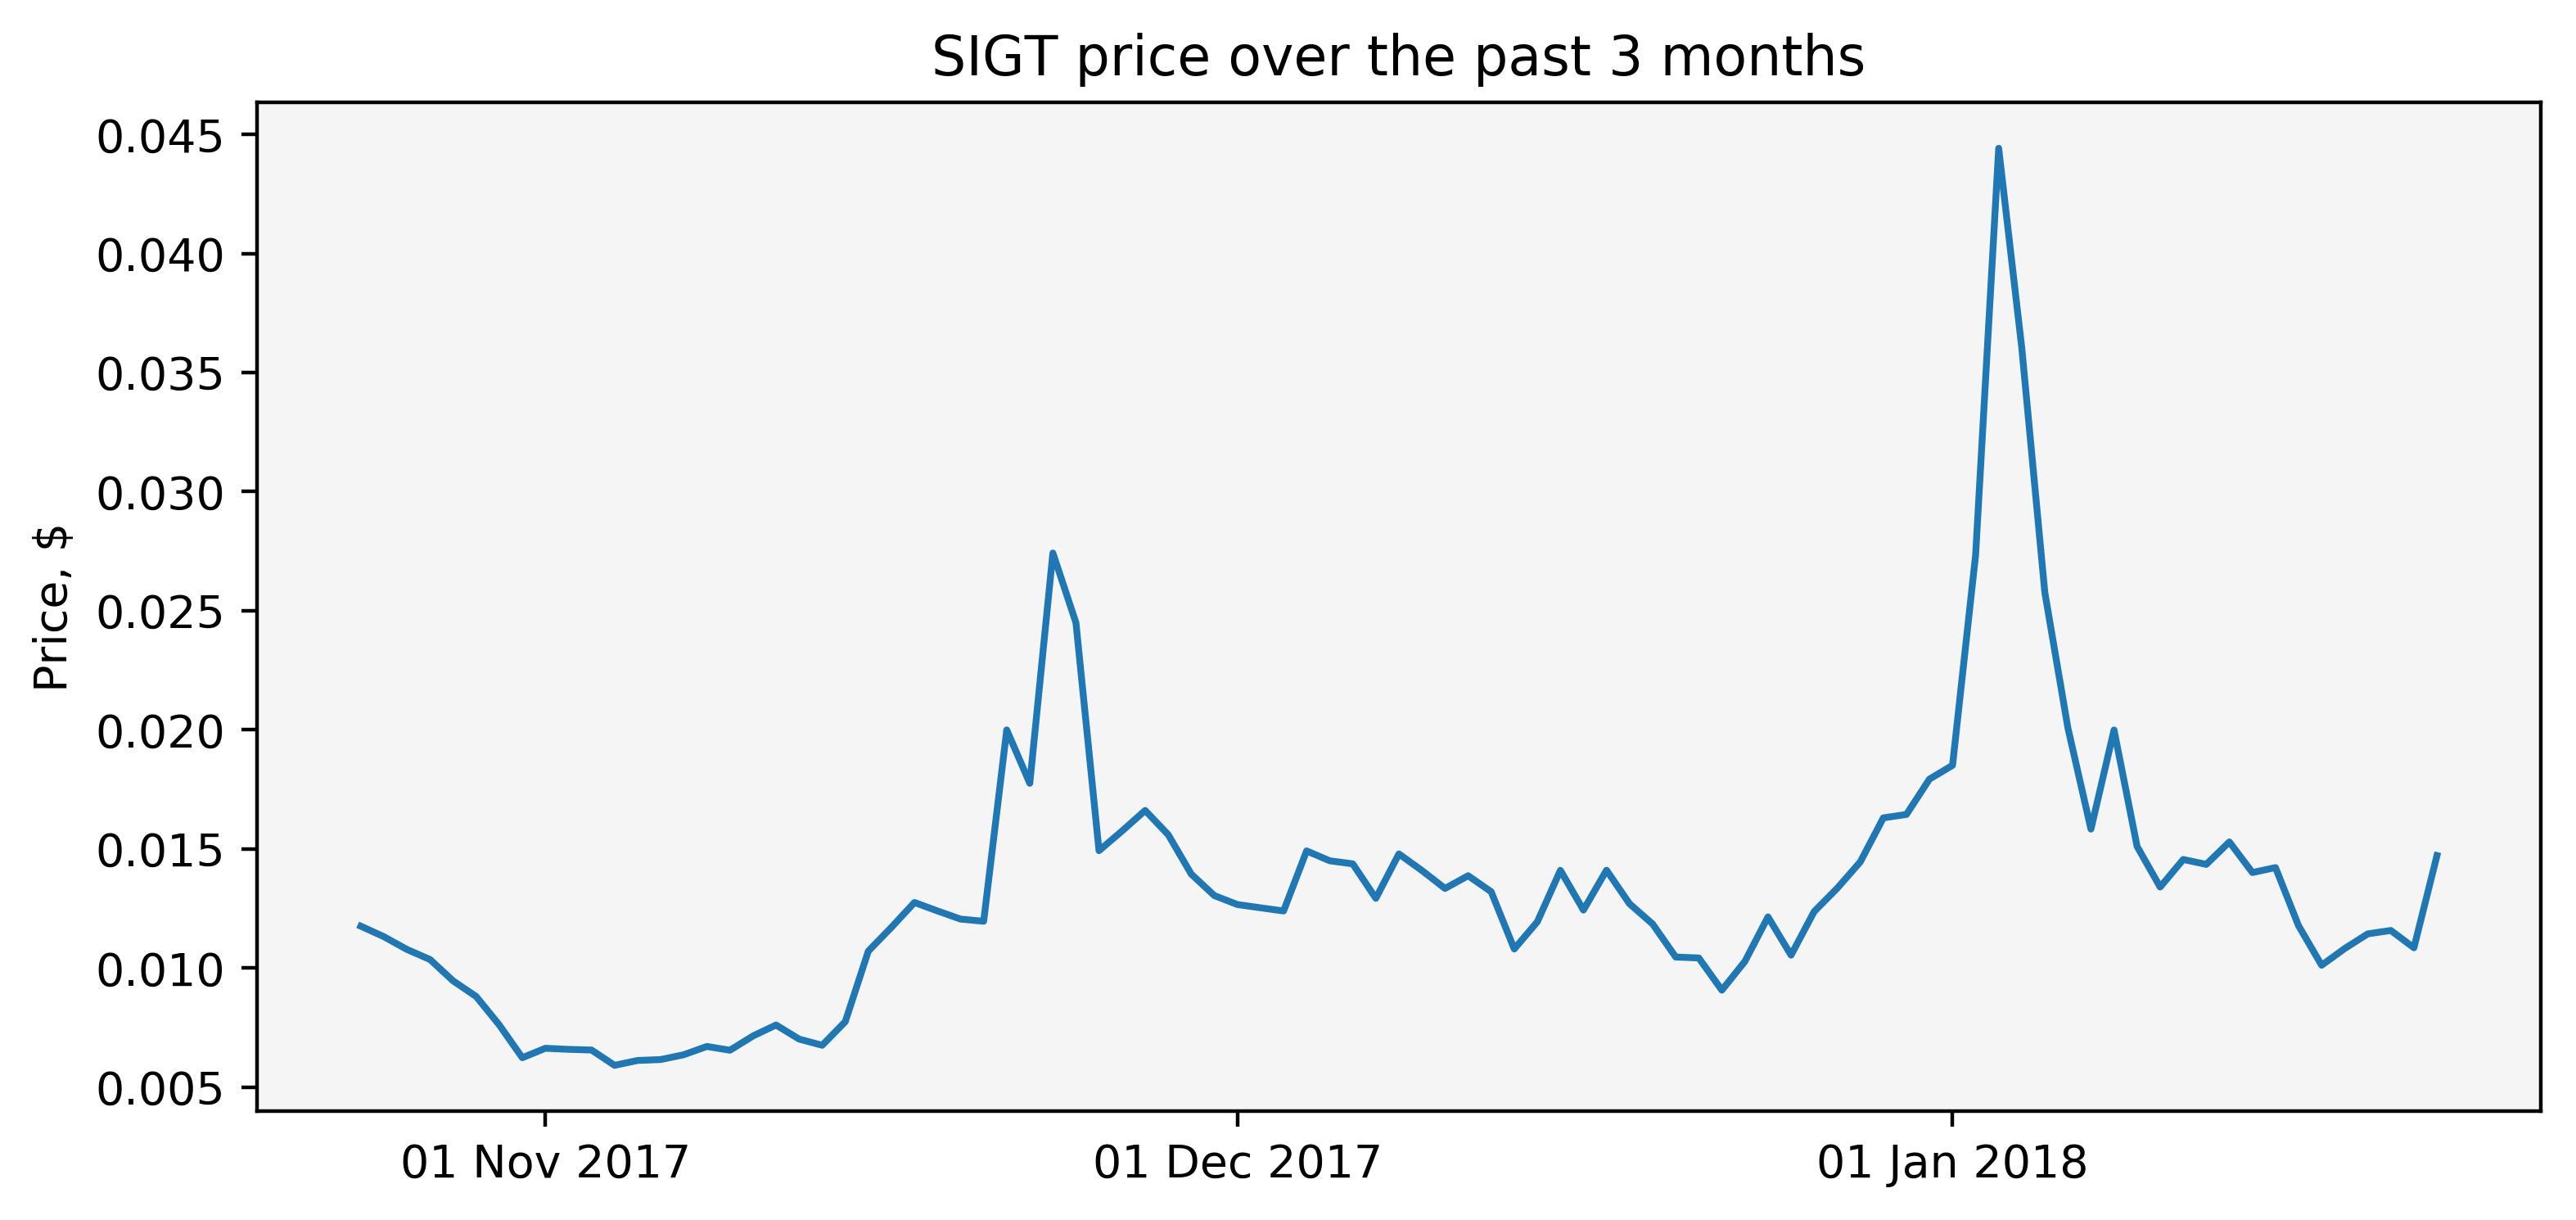 SIGT price over the past 3 months
0.045
0.040
0.035
0.030
0.025
0.020
0.015
0.010
0.005
Price, $
01 Nov 2017
01 Dec 2017
01 Jan 2018